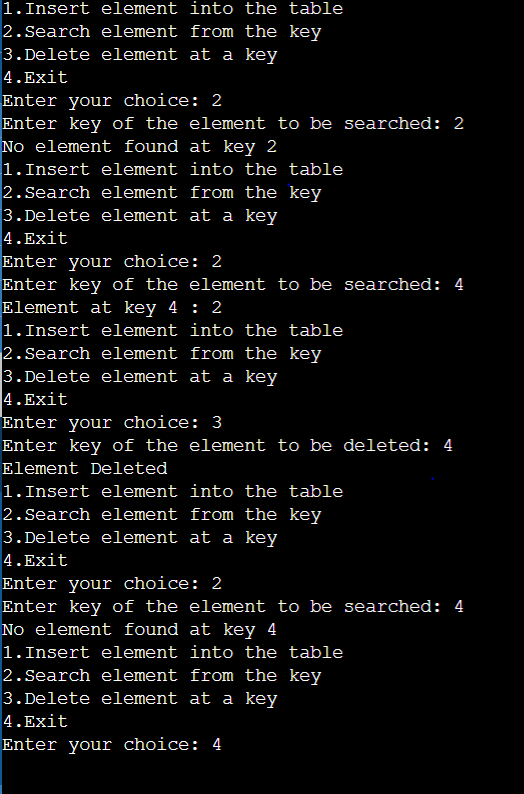 1.Insert element into the table
2.Search element from the key
3.Delete element at a key
4.Exit
Enter your choice: 2
Enter key of the element to be searched: 2
No element found at key 2
1.Insert element into the table
2.Search element from the key
3.Delete element at a key
4.Exit
Enter your choice: 2
Enter key of the element to be searched: 4
Element at key 4 : 2
1.Insert element into the table
2.Search element from the key
3.Delete element at a key
4.Exit
Enter your choice: 3
Enter key of the element to be deleted: 4
Element Deleted
1.Insert element into the table
2.Search element from the key
3.Delete element at a key
4.Exit
Enter your choice: 2
Enter key of the element to be searched: 4
No element found at key 4
1.Insert element into the table
2.Search element from the key
3.Delete element at a key
4.Exit
Enter your choice: 4